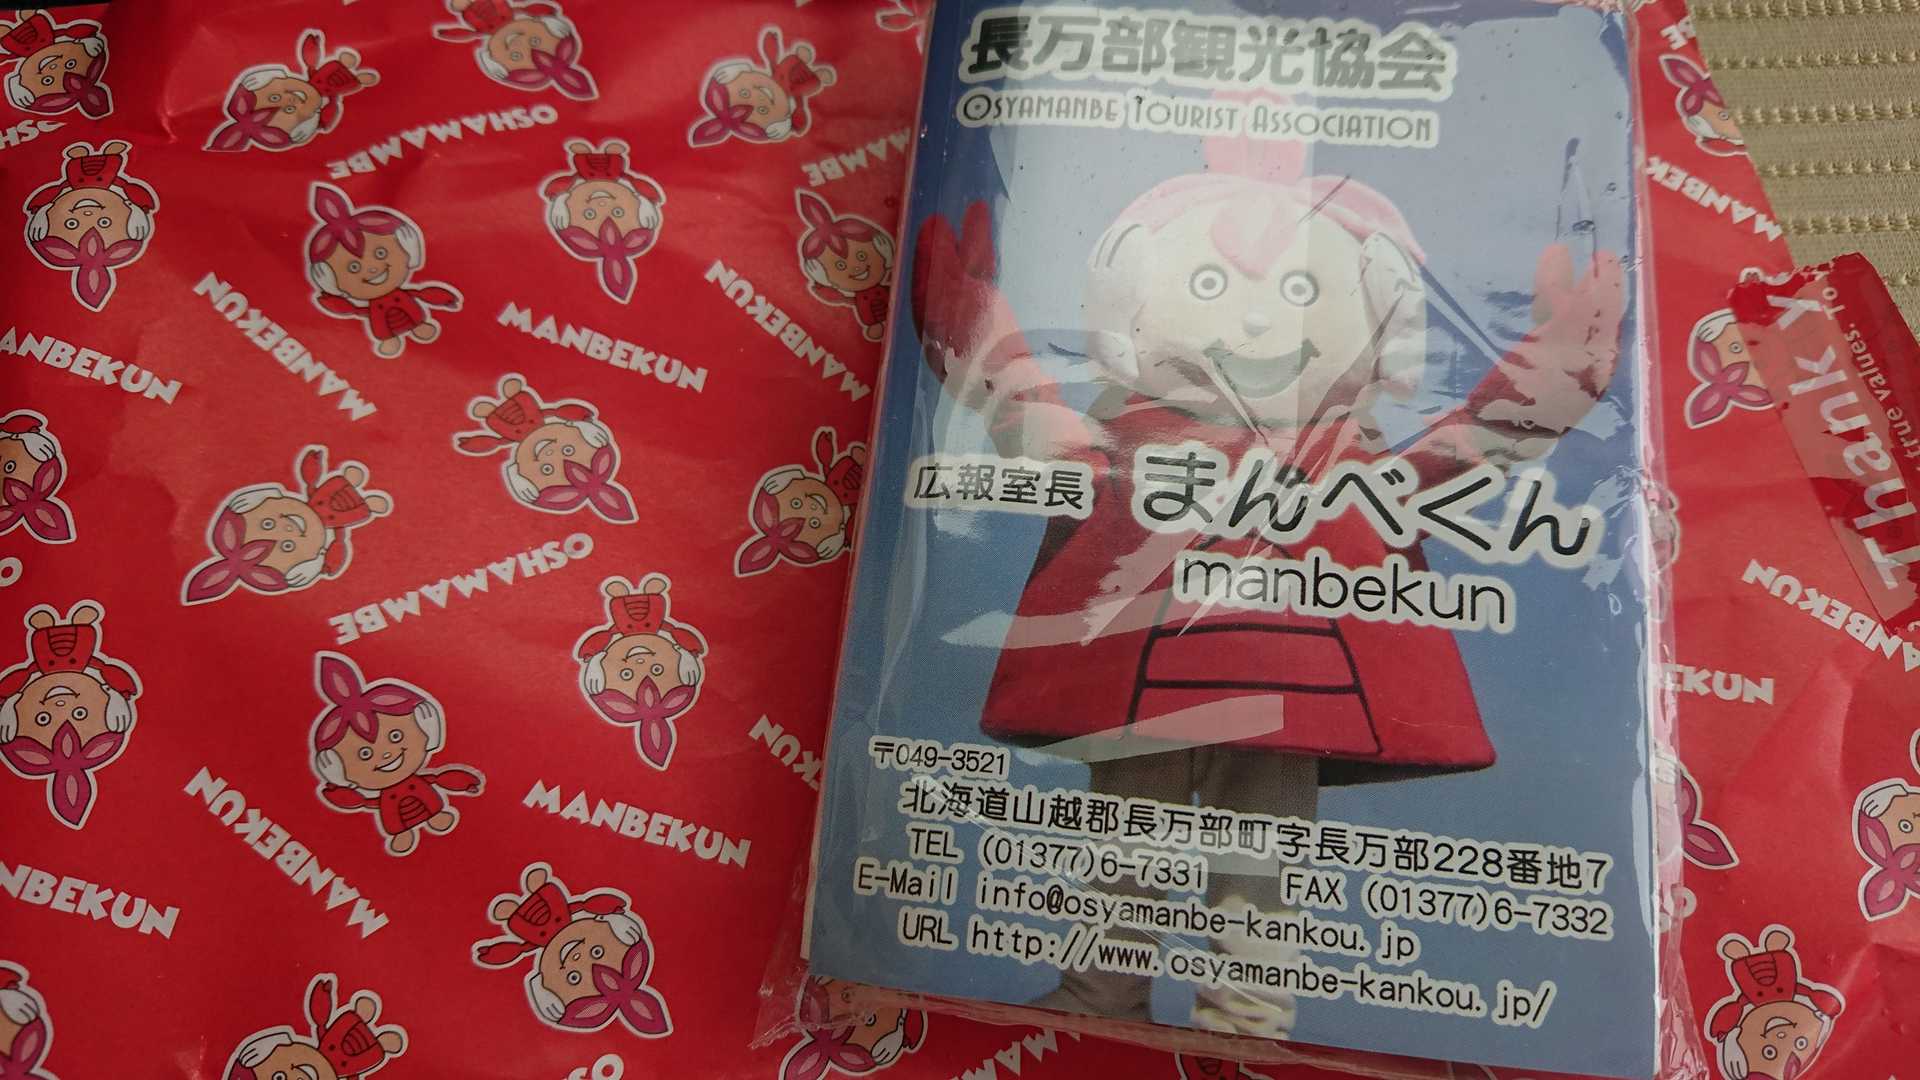 長万部観光協会
OSYAMANBE TOURIST ASSOCIATION
広報室長 まんべくん
manbekun
〒049-3521
北海道山越郡長万部町字長万部228番地7
TEL (01377)6-7331 FAX (01377)6-7332
E-Mail info@osyamanbe-kankou.jp
URL http://www.osyamanbe-kankou.jp/
OSHAMAMBE
MANBEKUN
MANBEKUN
MANBEKUN
MANBEKUN
OSHAMAMBE
MANBEKUN
MANBEKUN
Thank
true values. To